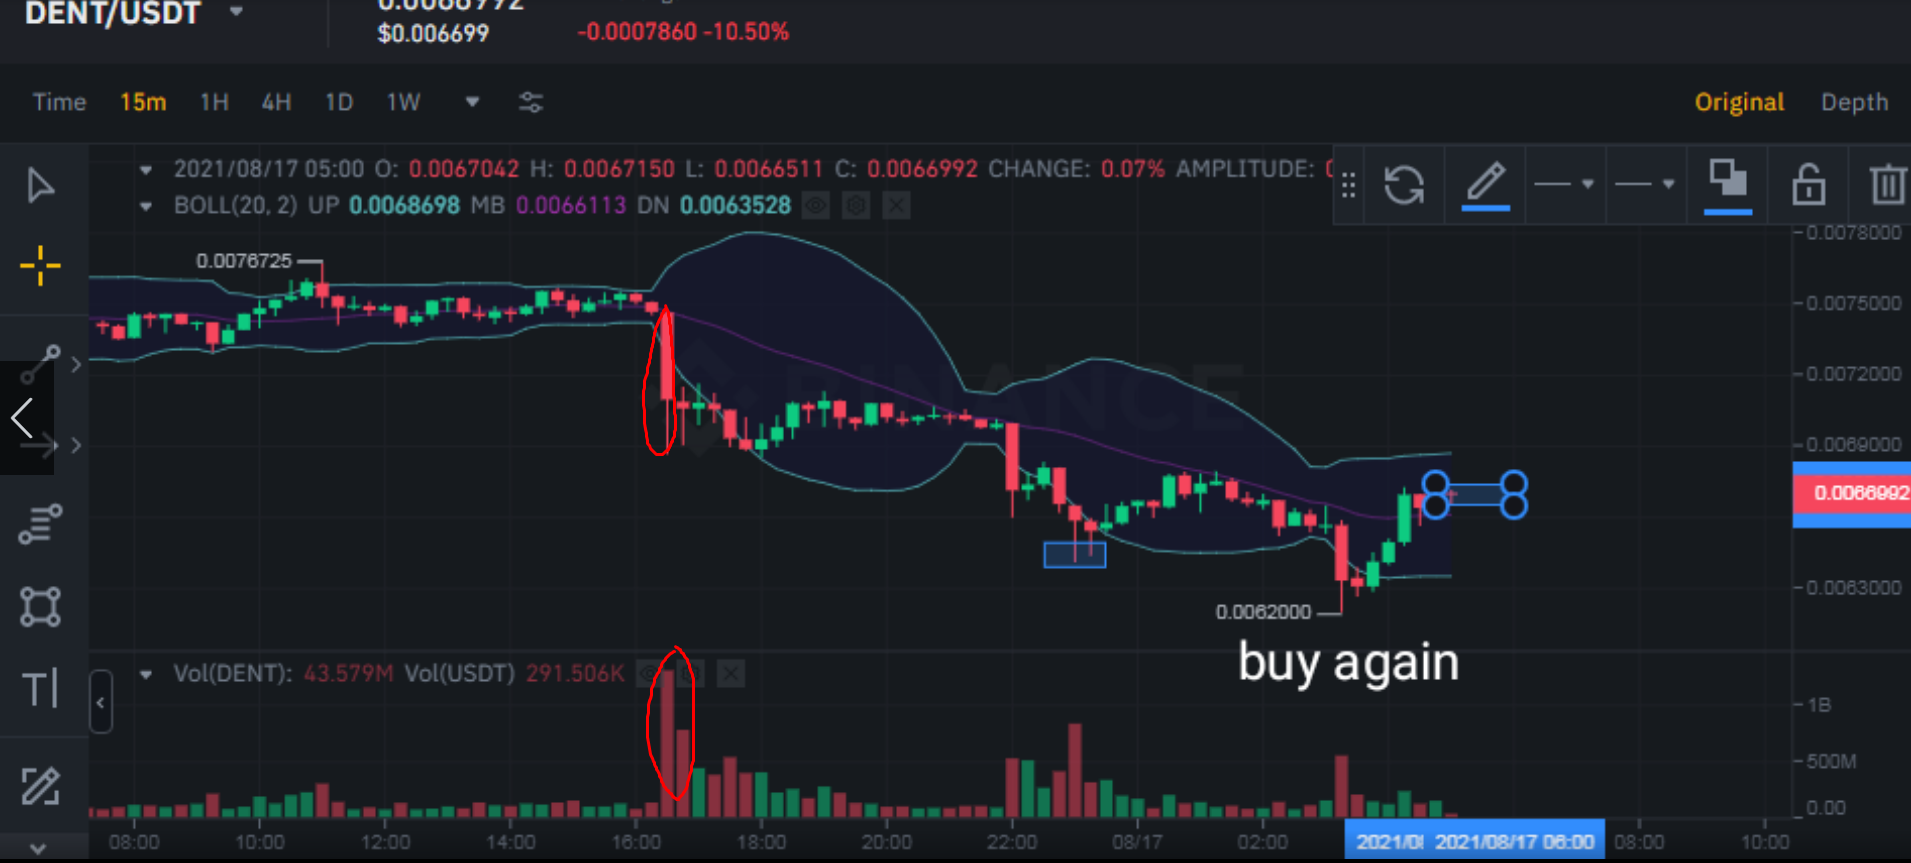 DENT/USDT
0.0066992
$0.006699
-0.0007860 -10.50%
Time 15m 1H 4H 1D 1W
Original Depth
2021/08/17 05:00 O: 0.0067042 H: 0.0067150 L: 0.0066511 C: 0.0066992 CHANGE: 0.07% AMPLITUDE:
BOLL(20, 2) UP 0.0068698 MB 0.0066113 DN 0.0063528
0.0078000
0.0076725
0.0075000
0.0072000
BINANCE
0.0069000
0.0066992
0.0063000
0.0062000
buy again
Vol(DENT): 43.579M Vol(USDT) 291.506K
1B
500M
0.00
08:00 10:00 12:00 14:00 16:00 18:00 20:00 22:00 08/17 02:00 2021/0 2021/08/17 06:00 08:00 10:00